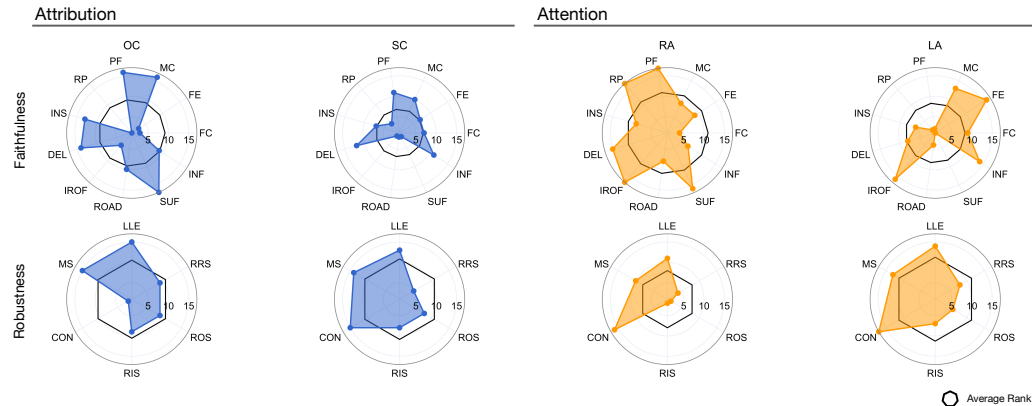 Attribution
Attention
Faithfulness
OC
PF
MC
RP
FE
INS
5 10 15
FC
DEL
INF
IROF
SUF
ROAD
SC
PF
MC
RP
FE
INS
5 10 15
FC
DEL
INF
IROF
SUF
ROAD
RA
PF
MC
RP
FE
INS
5 10 15
FC
DEL
INF
IROF
SUF
ROAD
LA
PF
MC
RP
FE
INS
5 10 15
FC
DEL
INF
IROF
SUF
ROAD
Robustness
LLE
MS
RRS
5 10 15
CON
ROS
RIS
LLE
MS
RRS
5 10 15
CON
ROS
RIS
LLE
MS
RRS
5 10 15
CON
ROS
RIS
LLE
MS
RRS
5 10 15
CON
ROS
RIS
Average Rank